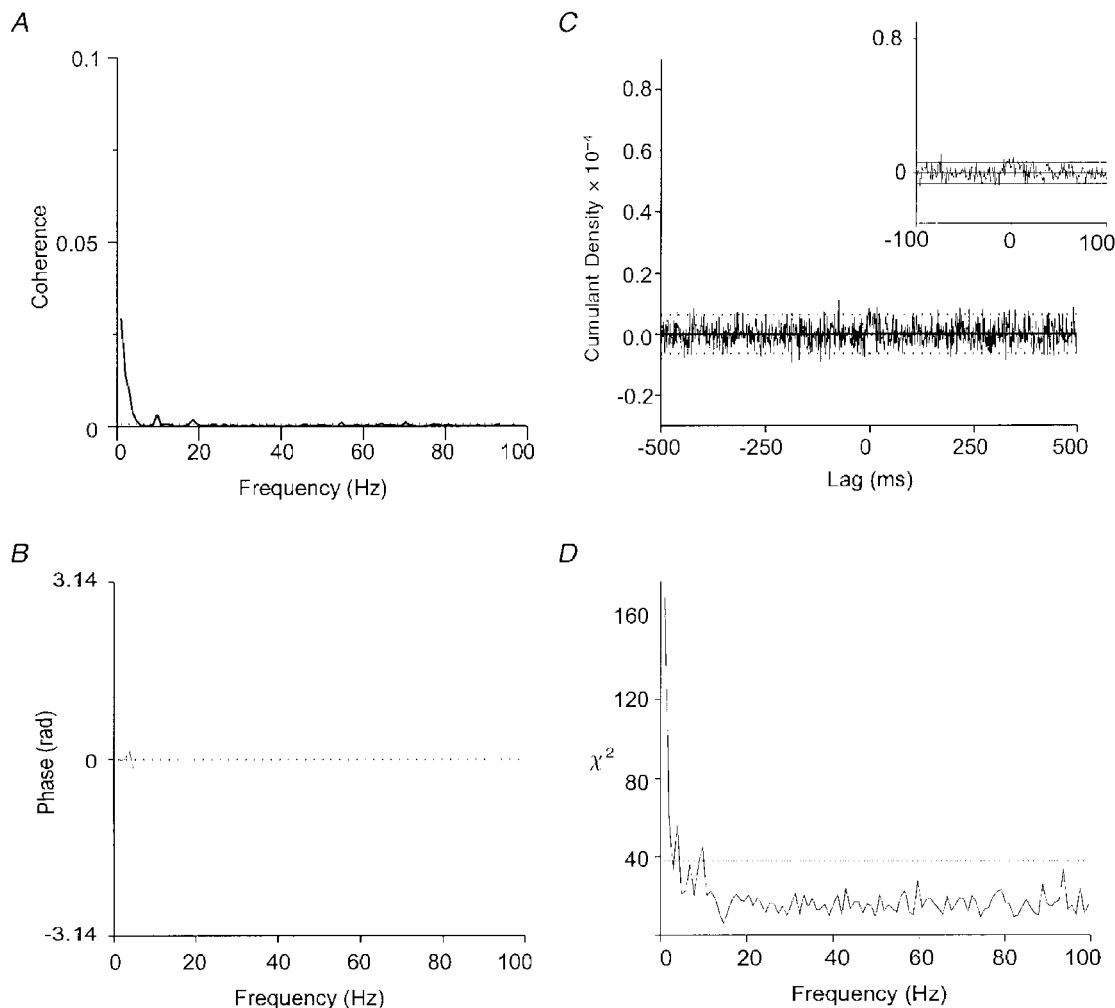 A
0.1
0.05
0
Coherence
0 20 40 60 80 100
Frequency (Hz)
C
0.8
0
-100 0 100
0.8
0.6
0.4
0.2
0.0
-0.2
Cumulant Density × 10⁻⁴
-500 -250 0 250 500
Lag (ms)
B
3.14
0
-3.14
Phase (rad)
0 20 40 60 80 100
Frequency (Hz)
D
160
120
80
40
χ²
0 20 40 60 80 100
Frequency (Hz)